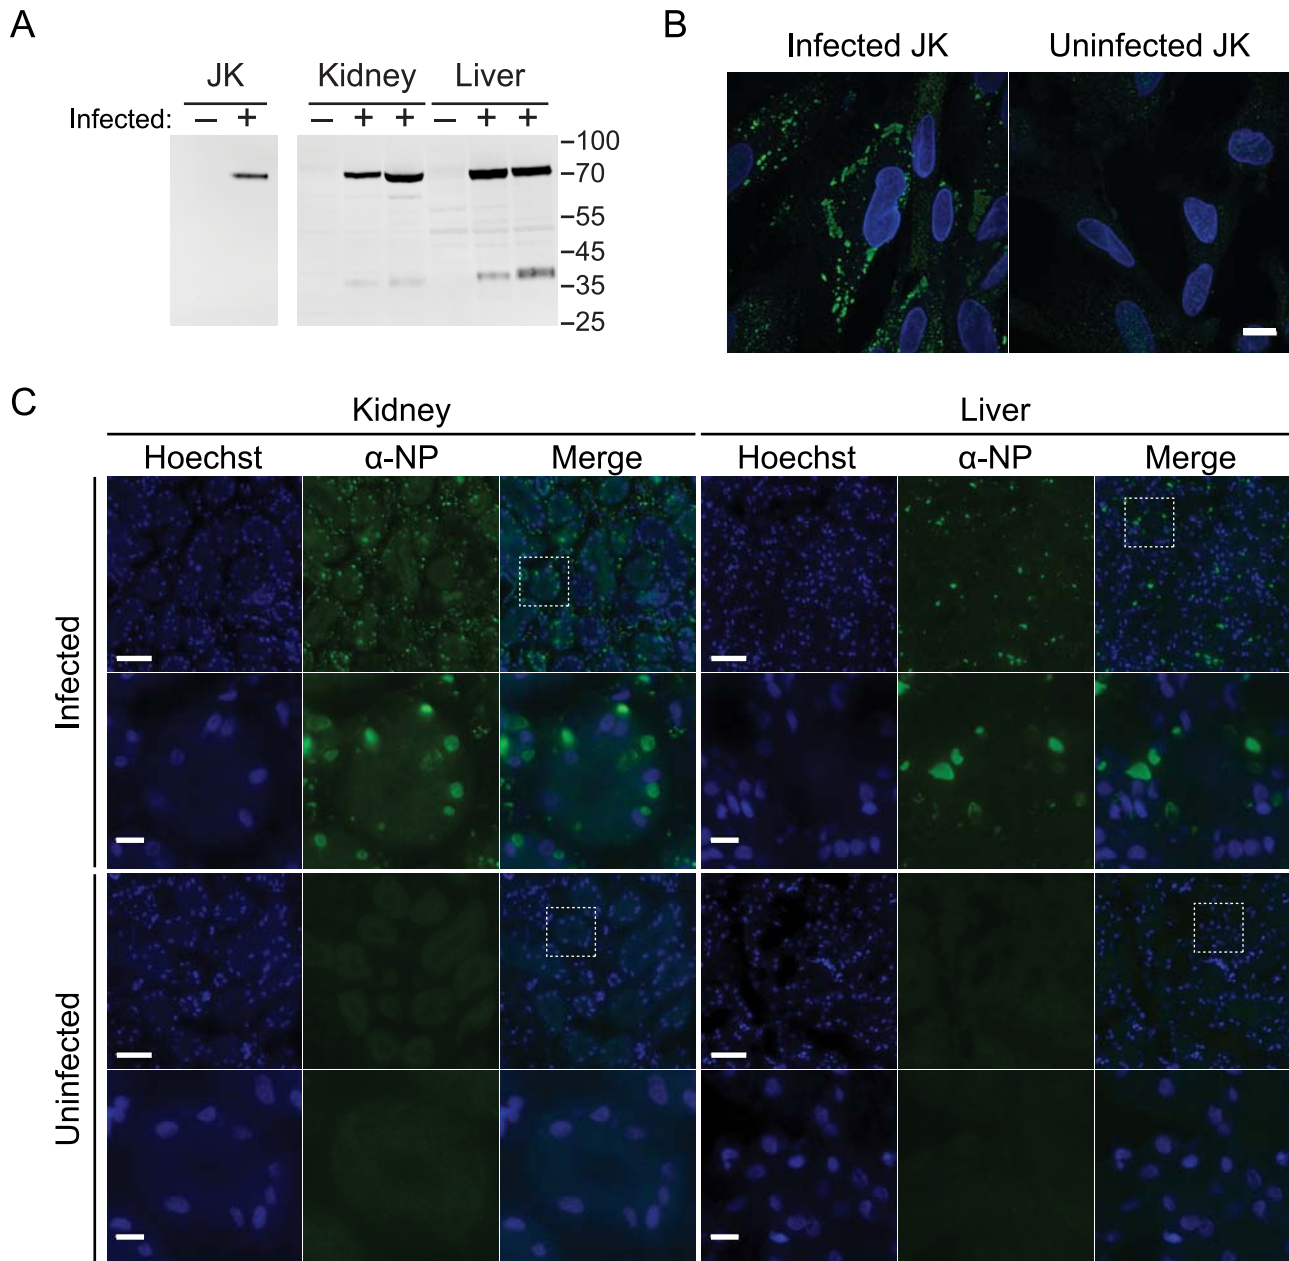 A
JK
Kidney
Liver
Infected:
– + – + + – + +
–100
–70
–55
–45
–35
–25
B
Infected JK
Uninfected JK
C
Kidney
Liver
Hoechst
α-NP
Merge
Hoechst
α-NP
Merge
Infected
Uninfected